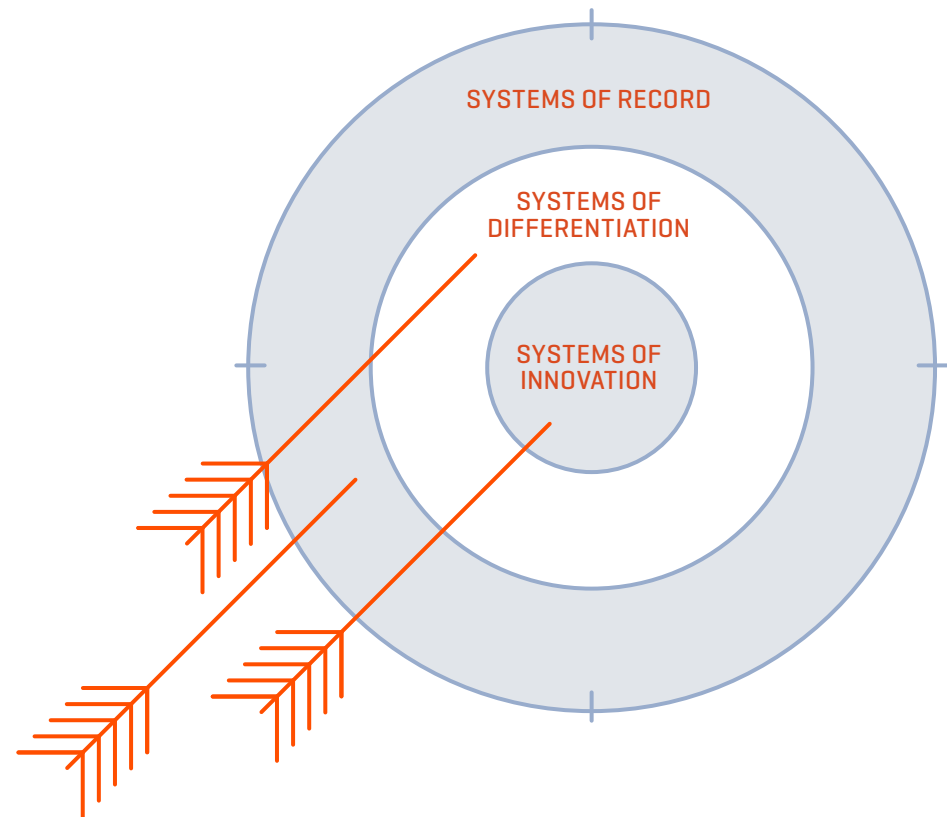 SYSTEMS OF RECORD
SYSTEMS OF
DIFFERENTIATION
SYSTEMS OF
INNOVATION